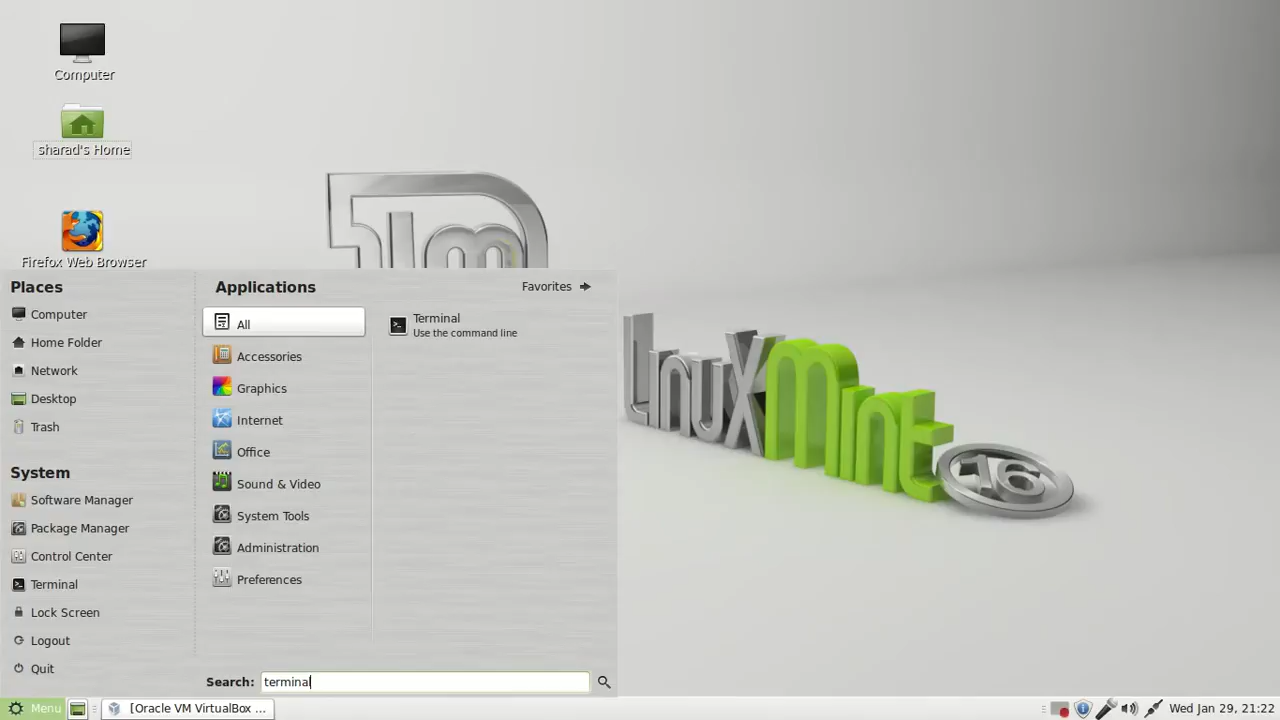 Computer
sharad's Home
Firefox Web Browser
Places
Computer
Home Folder
Network
Desktop
Trash
System
Software Manager
Package Manager
Control Center
Terminal
Lock Screen
Logout
Quit
Applications
Favorites
All
Accessories
Graphics
Internet
Office
Sound & Video
System Tools
Administration
Preferences
Terminal
Use the command line
Search: terminal
LinuxMint 16
Menu
[Oracle VM VirtualBox ...
Wed Jan 29, 21:22